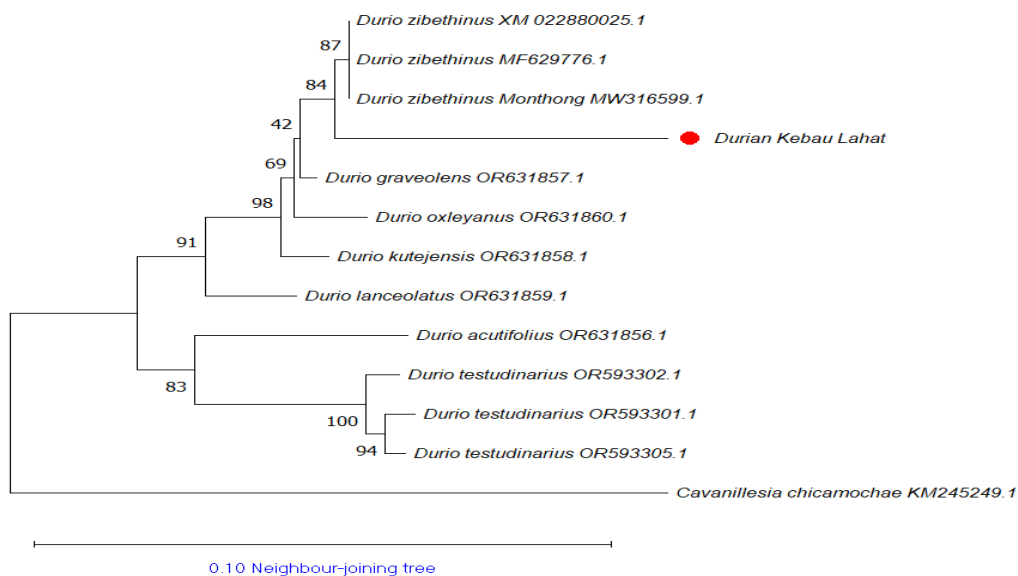 Durio zibethinus XM 022880025.1
87
Durio zibethinus MF629776.1
84
Durio zibethinus Monthong MW316599.1
42
Durian Kebau Lahat
69
Durio graveolens OR631857.1
98
Durio oxleyanus OR631860.1
91
Durio kutejensis OR631858.1
Durio lanceolatus OR631859.1
Durio acutifolius OR631856.1
83
Durio testudinarius OR593302.1
100
Durio testudinarius OR593301.1
94
Durio testudinarius OR593305.1
Cavanillesia chicamochae KM245249.1
0.10 Neighbour-joining tree